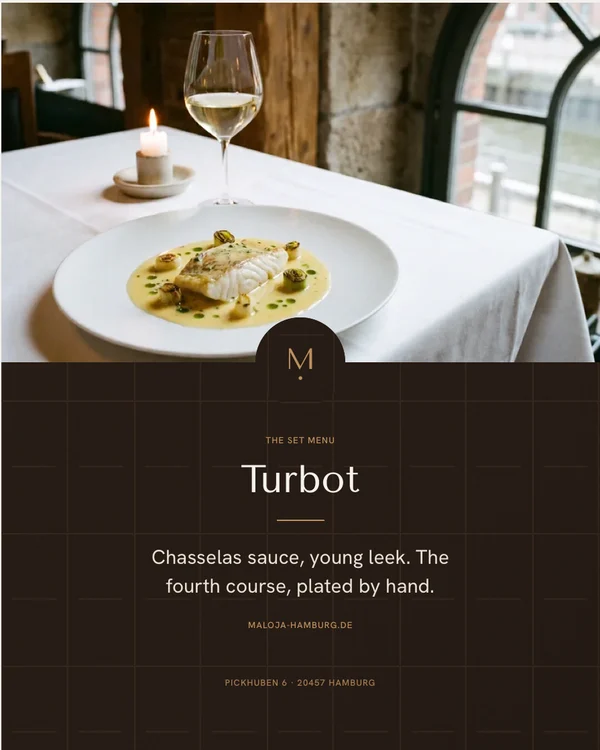 M
THE SET MENU
Turbot
Chasselas sauce, young leek. The
fourth course, plated by hand.
MALOJA-HAMBURG.DE
PICKHUBEN 6 · 20457 HAMBURG